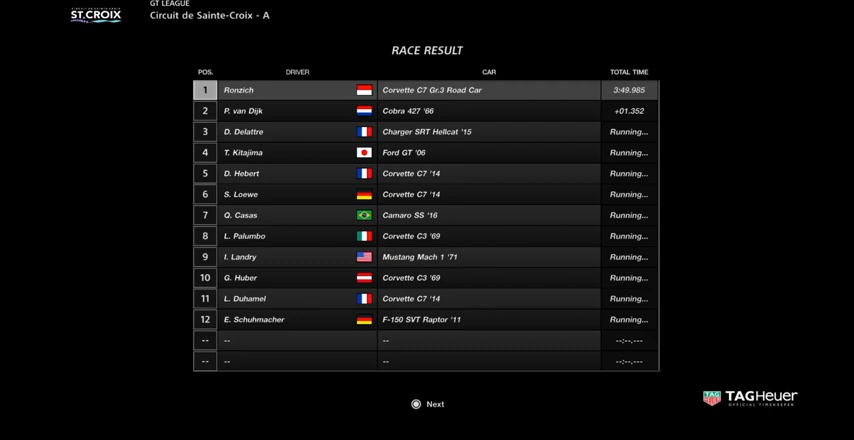 GT LEAGUE
ST.CROIX
Circuit de Sainte-Croix - A
RACE RESULT
POS. DRIVER CAR TOTAL TIME
1 Ronzich Corvette C7 Gr.3 Road Car 3:49.985
2 P. van Dijk Cobra 427 '66 +01.352
3 D. Delattre Charger SRT Hellcat '15 Running...
4 T. Kitajima Ford GT '06 Running...
5 D. Hebert Corvette C7 '14 Running...
6 S. Loewe Corvette C7 '14 Running...
7 Q. Casas Camaro SS '16 Running...
8 L. Palumbo Corvette C3 '69 Running...
9 I. Landry Mustang Mach 1 '71 Running...
10 G. Huber Corvette C3 '69 Running...
11 L. Duhamel Corvette C7 '14 Running...
12 E. Schuhmacher F-150 SVT Raptor '11 Running...
-- -- -- --:--.---
-- -- -- --:--.---
Next
TAG HEUER TAGHeuer
OFFICIAL TIMEKEEPER